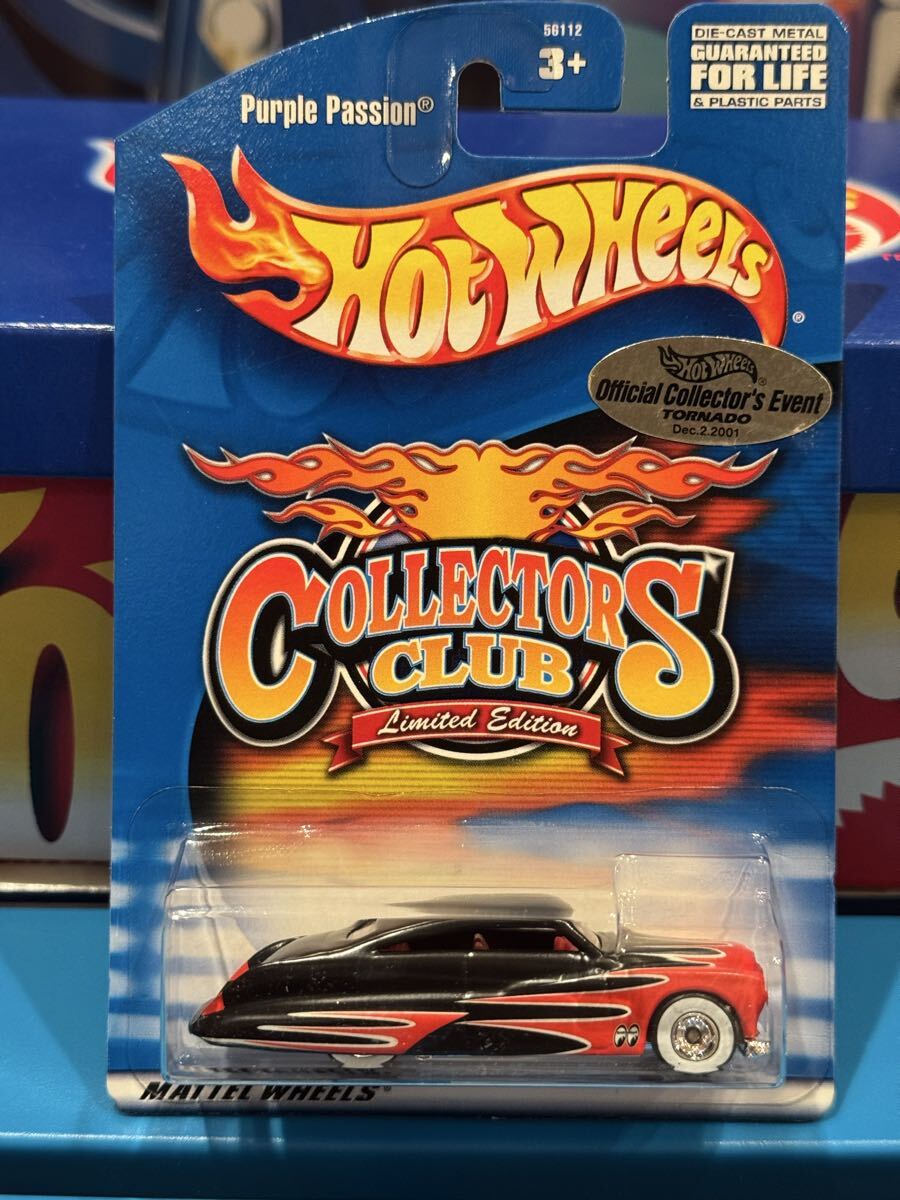 56112
3+
Purple Passion®
DIE-CAST METAL
GUARANTEED
FOR LIFE
& PLASTIC PARTS
HOT WHEELS
®
HOT WHEELS®
Official Collector's Event
TORNADO
Dec.2.2001
COLLECTORS
CLUB
Limited Edition
MATTEL WHEELS®